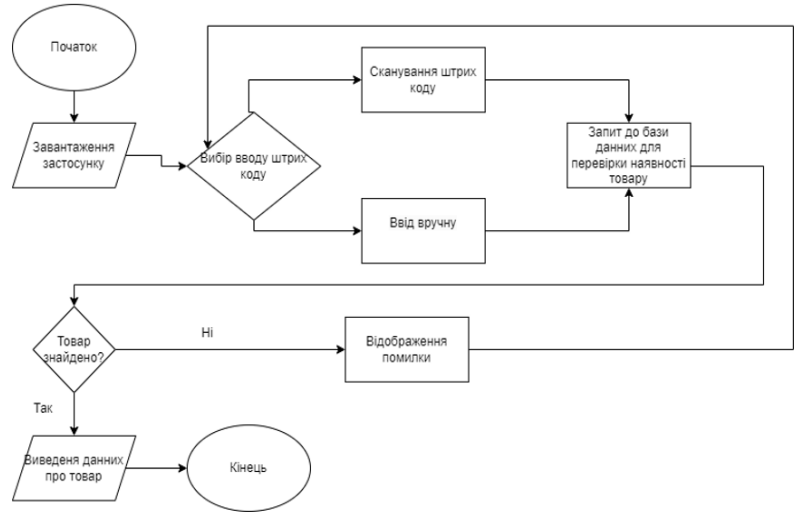 Початок
Сканування штрих
коду
Завантаження
застосунку
Вибір вводу штрих
коду
Запит до бази
данних для
перевірки наявності
товару
Ввід вручну
Товар
знайдено?
Ні
Відображення
помилки
Так
Виведеня данних
про товар
Кінець